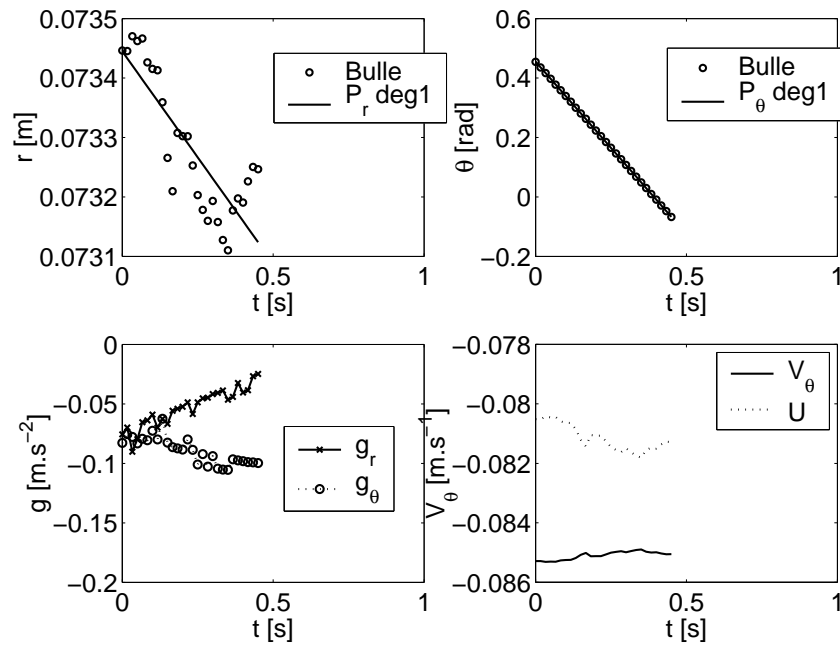 0.0735
0.0734
0.0733
0.0732
0.0731
r [m]
Bulle
P_r deg1
0
0.5
1
t [s]
0.6
0.4
0.2
0
−0.2
θ [rad]
Bulle
P_θ deg1
0
0.5
1
t [s]
0
−0.05
−0.1
−0.15
−0.2
g [m.s⁻²]
g_r
g_θ
0
0.5
1
t [s]
−0.078
−0.08
−0.082
−0.084
−0.086
V_θ [m.s⁻¹]
V_θ
U
0
0.5
1
t [s]